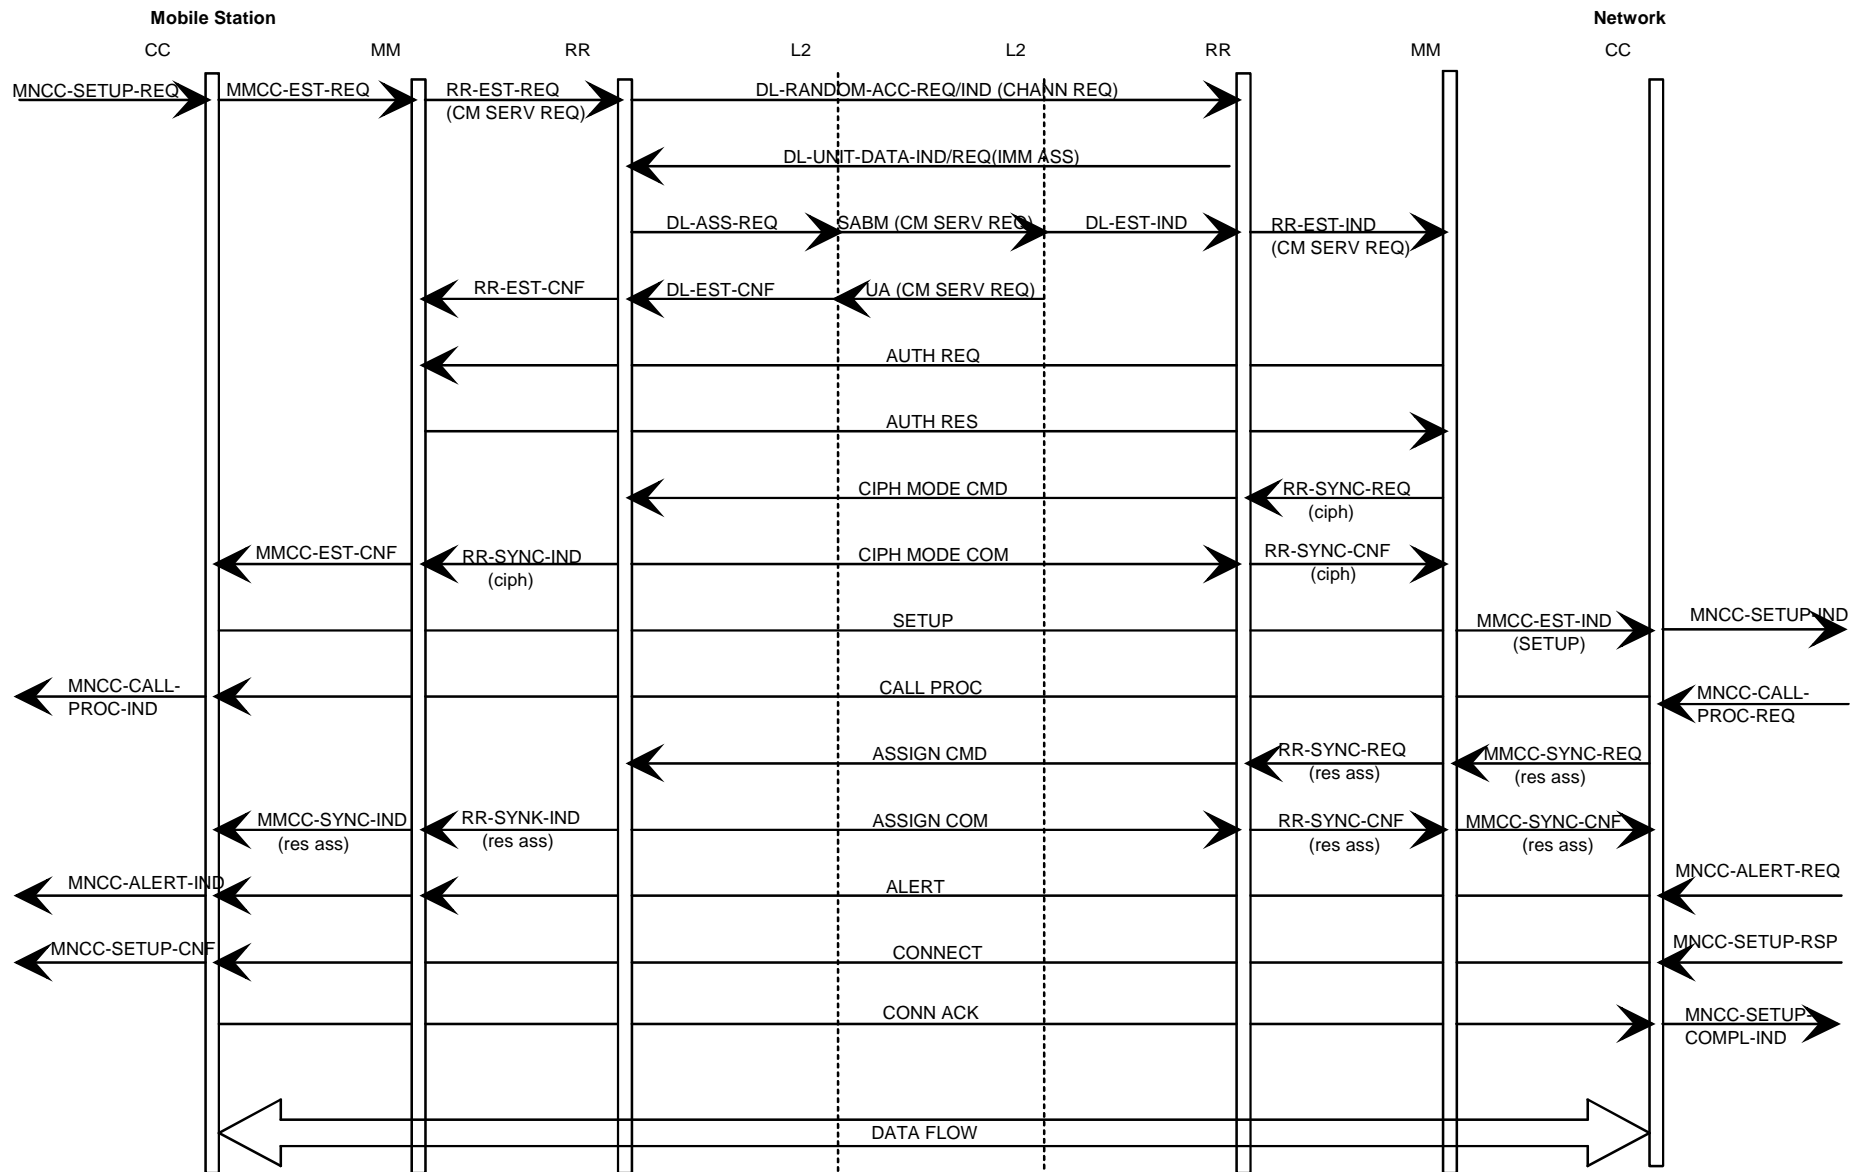 Mobile Station Network
CC MM RR L2 L2 RR MM CC
MNCC-SETUP-REQ MMCC-EST-REQ RR-EST-REQ DL-RANDOM-ACC-REQ/IND (CHANN REQ)
(CM SERV REQ)
DL-UNIT-DATA-IND/REQ(IMM ASS)
DL-ASS-REQ SABM (CM SERV REQ) DL-EST-IND RR-EST-IND
(CM SERV REQ)
RR-EST-CNF DL-EST-CNF UA (CM SERV REQ)
AUTH REQ
AUTH RES
CIPH MODE CMD RR-SYNC-REQ
(ciph)
MMCC-EST-CNF RR-SYNC-IND CIPH MODE COM RR-SYNC-CNF
(ciph) (ciph)
SETUP MMCC-EST-IND MNCC-SETUP-IND
(SETUP)
MNCC-CALL- CALL PROC MNCC-CALL-
PROC-IND PROC-REQ
ASSIGN CMD RR-SYNC-REQ MMCC-SYNC-REQ
(res ass) (res ass)
MMCC-SYNC-IND RR-SYNK-IND ASSIGN COM RR-SYNC-CNF MMCC-SYNC-CNF
(res ass) (res ass) (res ass) (res ass)
MNCC-ALERT-IND ALERT MNCC-ALERT-REQ
MNCC-SETUP-CNF CONNECT MNCC-SETUP-RSP
CONN ACK MNCC-SETUP-
COMPL-IND
DATA FLOW